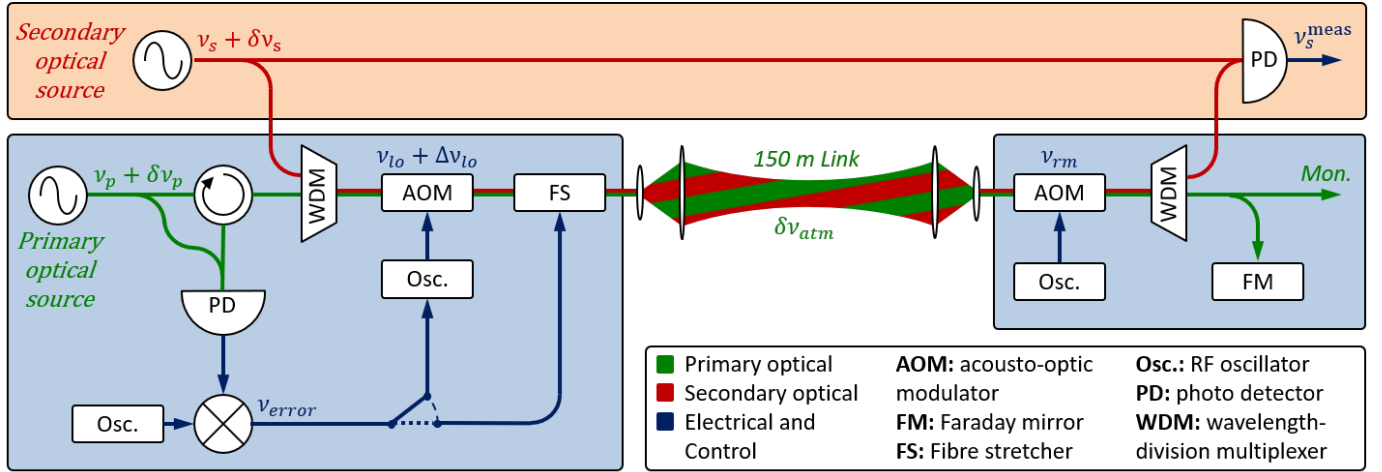 Secondary
optical
source
ν_s + δν_s
PD
ν_s^meas
ν_p + δν_p
Primary
optical
source
WDM
ν_lo + Δν_lo
AOM
FS
Osc.
PD
Osc.
ν_error
150 m Link
δν_atm
ν_rm
AOM
WDM
Mon.
Osc.
FM
Primary optical
Secondary optical
Electrical and
Control
AOM: acousto-optic
modulator
FM: Faraday mirror
FS: Fibre stretcher
Osc.: RF oscillator
PD: photo detector
WDM: wavelength-
division multiplexer